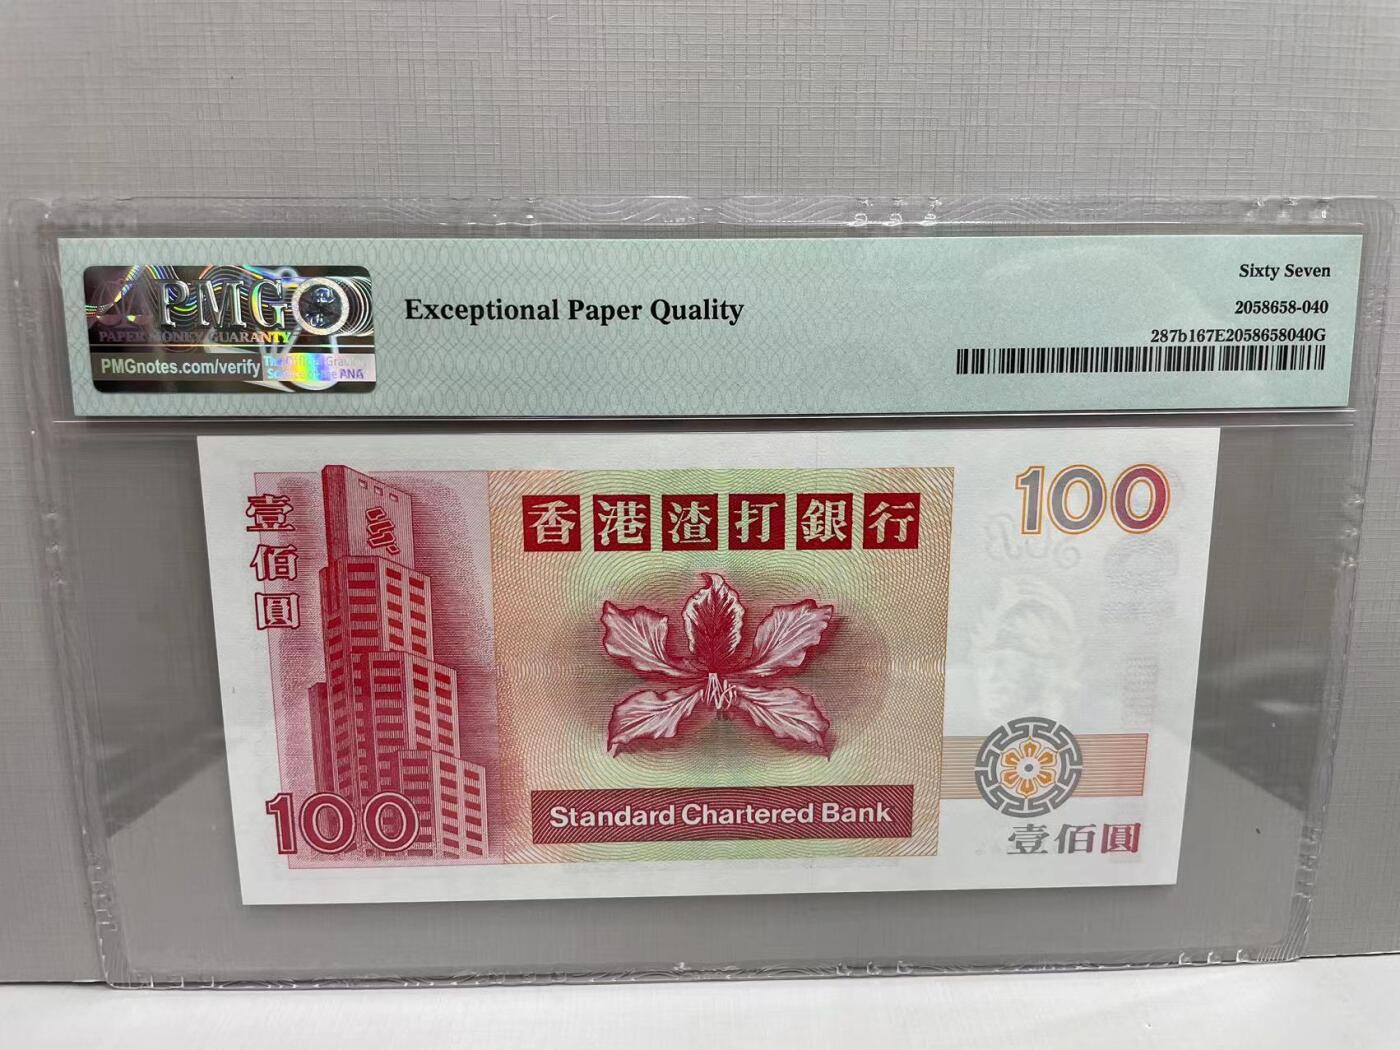 PMG
PAPER MONEY GUARANTY
PMGnotes.com/verify
Exceptional Paper Quality
Sixty Seven
2058658-040
287b167E2058658040G
壹佰圓
香港渣打銀行
100
Standard Chartered Bank
100
壹佰圓